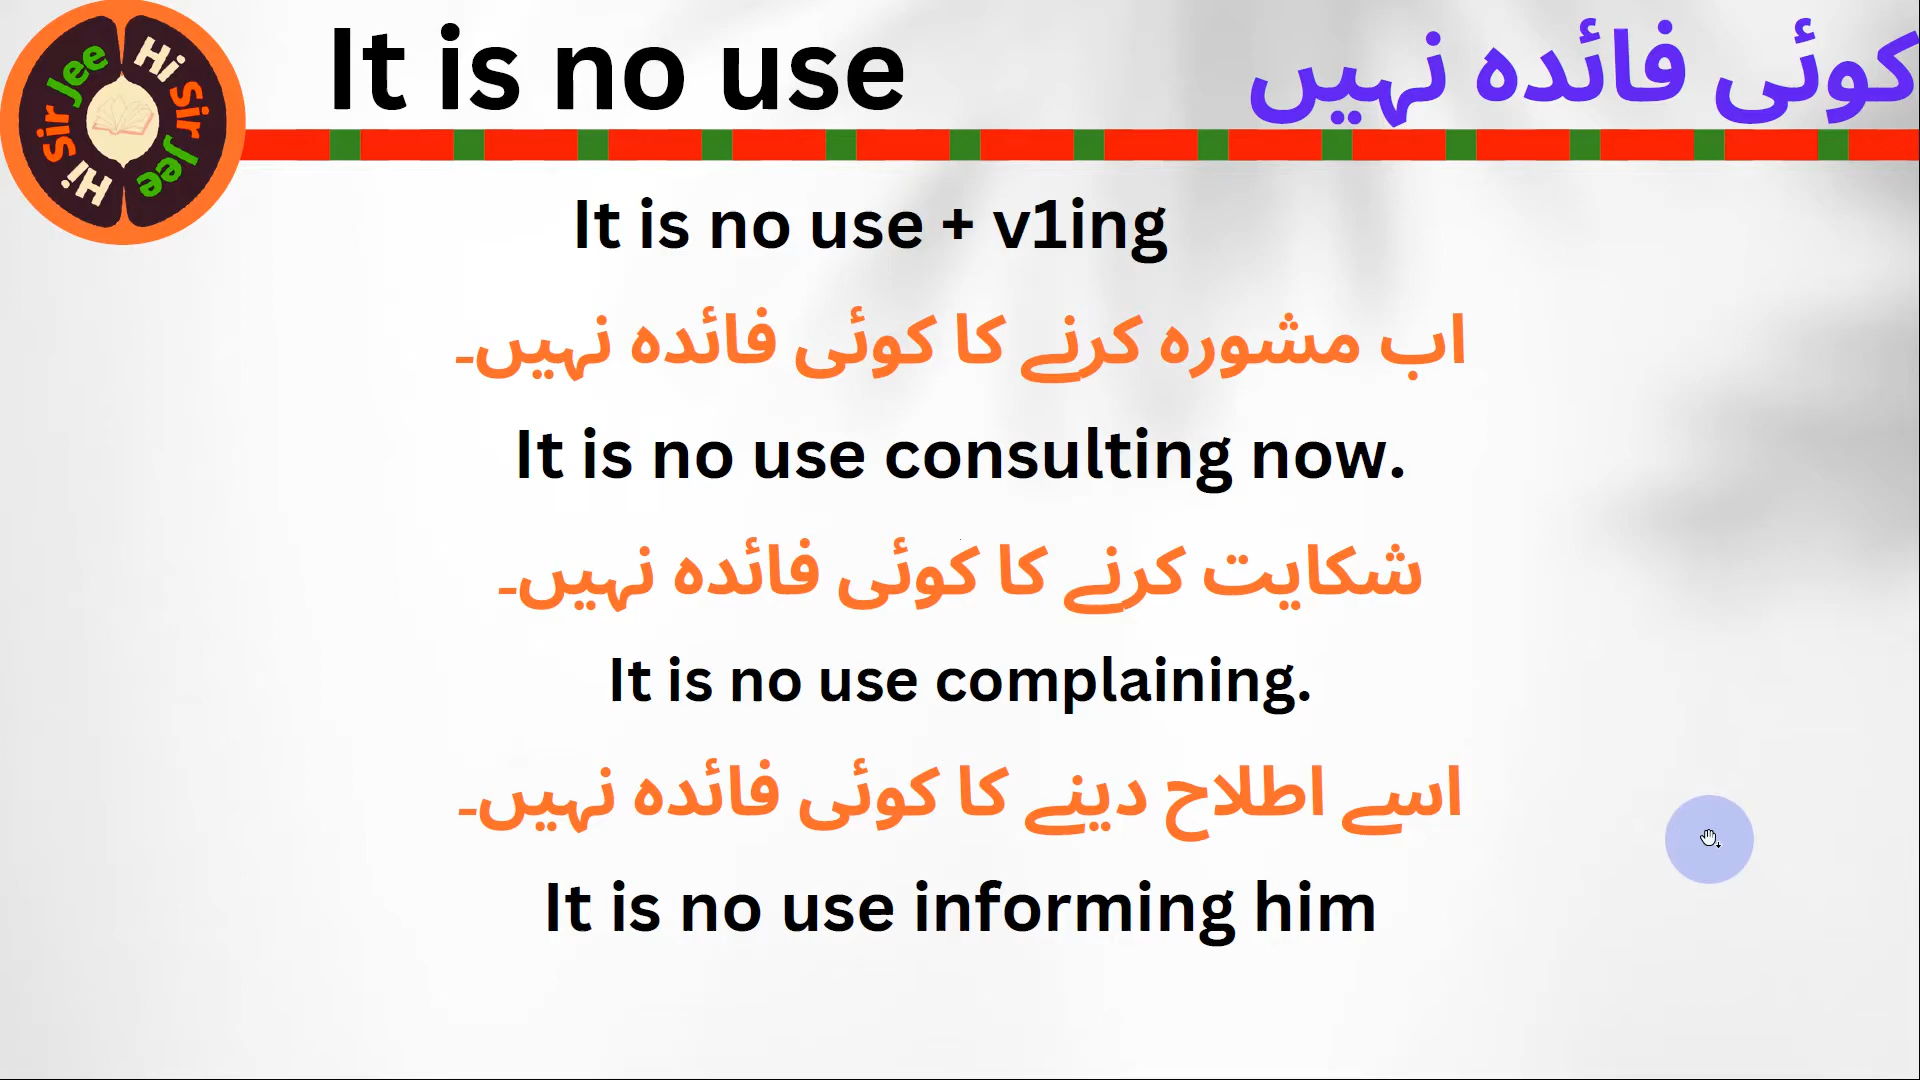 Hi Sir Jee
Hi Sir Jee
It is no use
کوئی فائدہ نہیں
It is no use + v1ing
اب مشورہ کرنے کا کوئی فائدہ نہیں۔
It is no use consulting now.
شکایت کرنے کا کوئی فائدہ نہیں۔
It is no use complaining.
اسے اطلاح دینے کا کوئی فائدہ نہیں۔
It is no use informing him